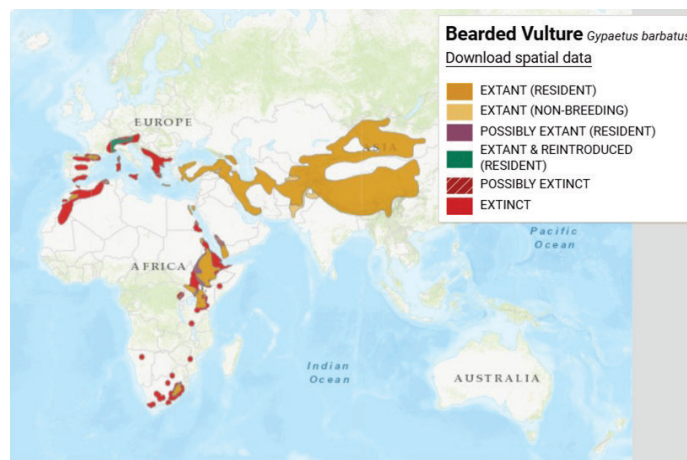 Bearded Vulture Gypaetus barbatus
Download spatial data
EXTANT (RESIDENT)
EXTANT (NON-BREEDING)
POSSIBLY EXTANT (RESIDENT)
EXTANT & REINTRODUCED
(RESIDENT)
POSSIBLY EXTINCT
EXTINCT
EUROPE
ASIA
Pacific
Ocean
AFRICA
Indian
Ocean
AUSTRALIA